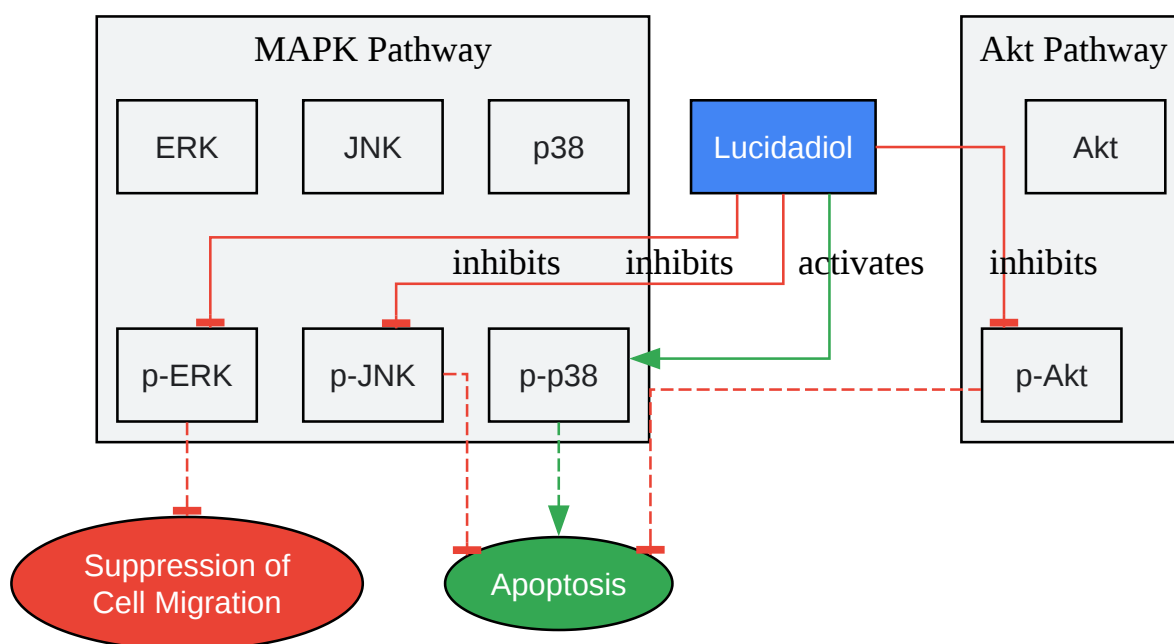 MAPK Pathway
Akt Pathway
ERK
JNK
p38
Lucidadiol
Akt
inhibits
inhibits
activates
inhibits
p-ERK
p-JNK
p-p38
p-Akt
Suppression of
Cell Migration
Apoptosis